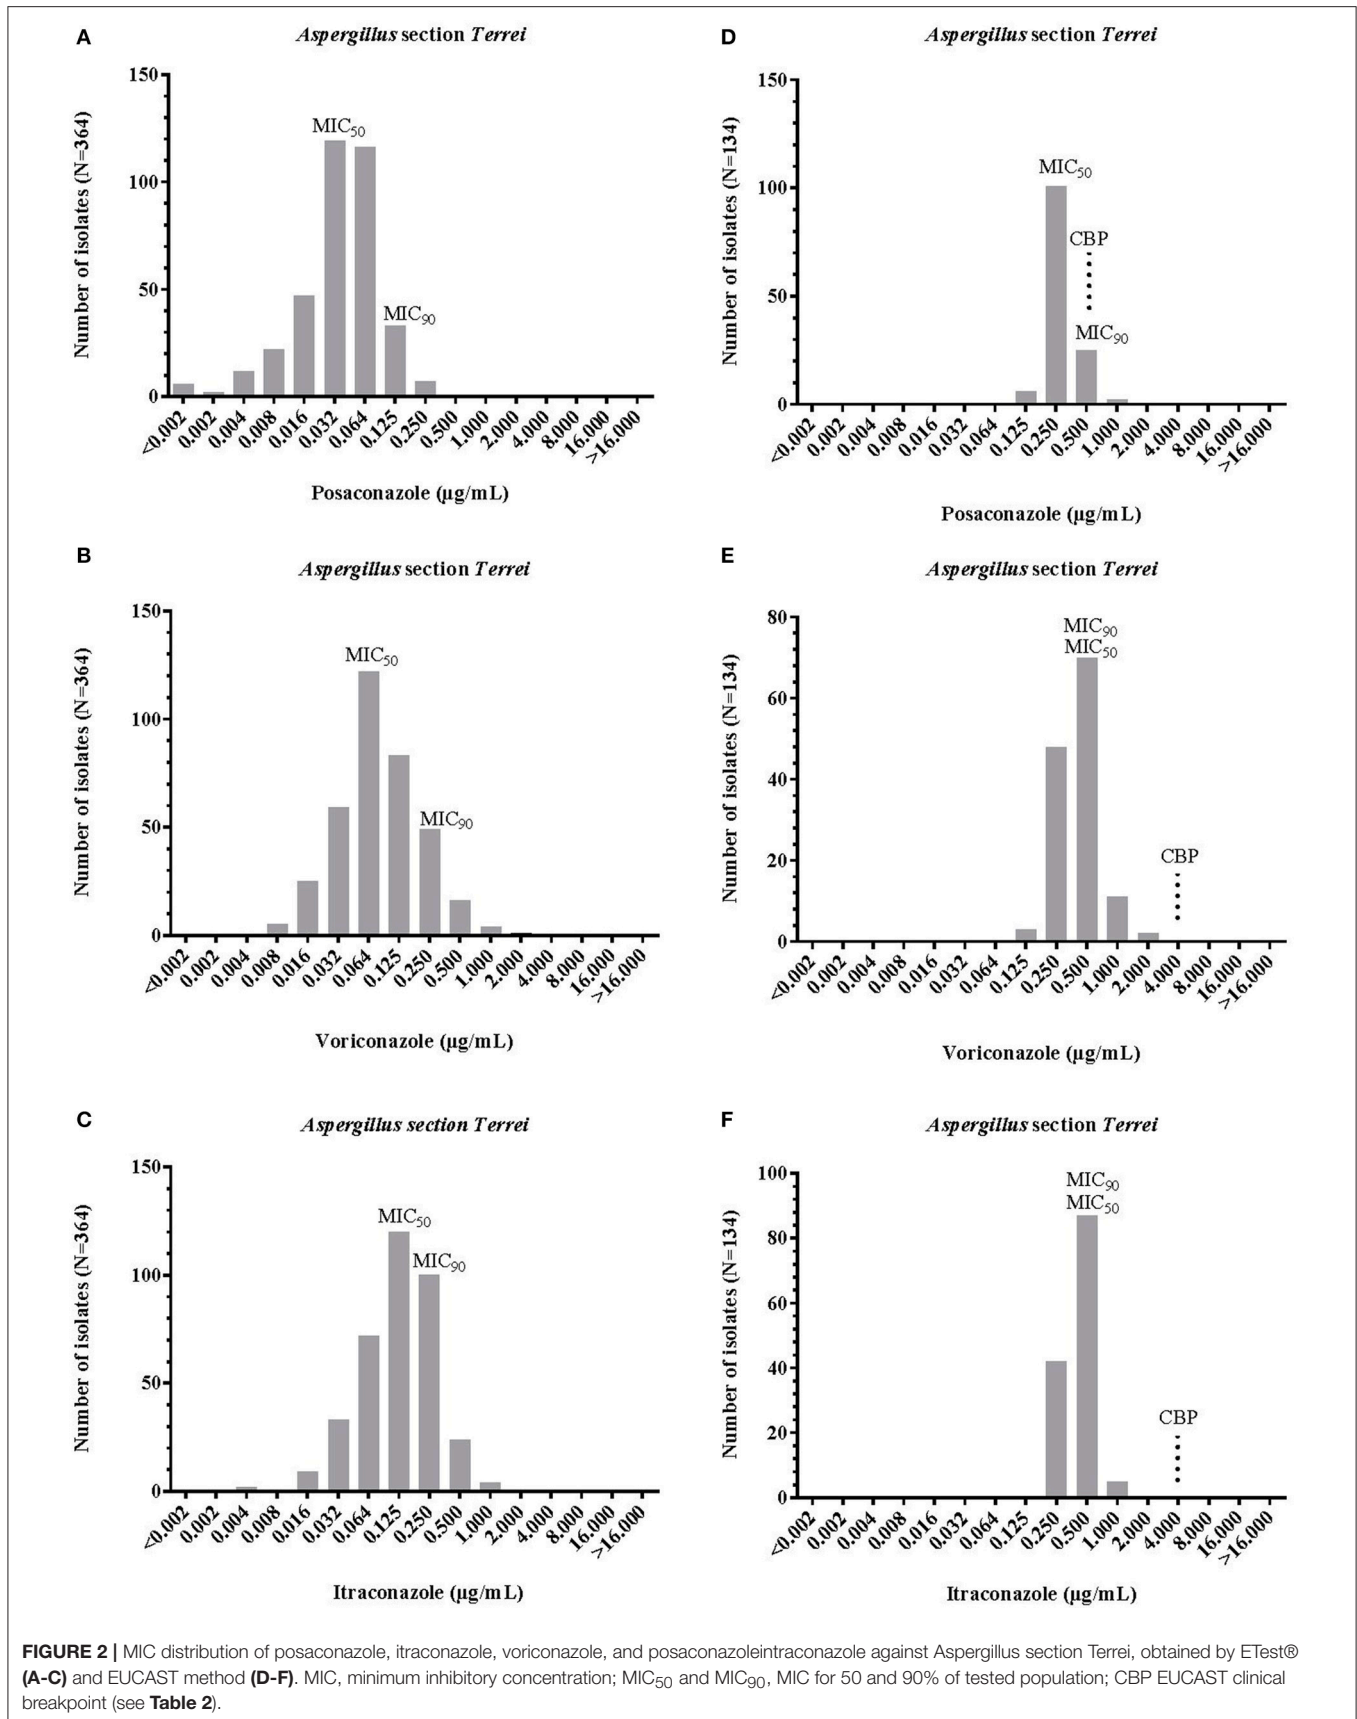 A
Aspergillus section Terrei
Number of isolates (N=364)
150
100
50
0
MIC50
MIC90
<0.002 0.002 0.004 0.008 0.016 0.032 0.064 0.125 0.250 0.500 1.000 2.000 4.000 8.000 16.000 >16.000
Posaconazole (µg/mL)
D
Aspergillus section Terrei
Number of isolates (N=134)
150
100
50
0
MIC50
CBP
MIC90
<0.002 0.002 0.004 0.008 0.016 0.032 0.064 0.125 0.250 0.500 1.000 2.000 4.000 8.000 16.000 >16.000
Posaconazole (µg/mL)
B
Aspergillus section Terrei
Number of isolates (N=364)
150
100
50
0
MIC50
MIC90
<0.002 0.002 0.004 0.008 0.016 0.032 0.064 0.125 0.250 0.500 1.000 2.000 4.000 8.000 16.000 >16.000
Voriconazole (µg/mL)
E
Aspergillus section Terrei
Number of isolates (N=134)
80
60
40
20
0
MIC90
MIC50
CBP
<0.002 0.002 0.004 0.008 0.016 0.032 0.064 0.125 0.250 0.500 1.000 2.000 4.000 8.000 16.000 >16.000
Voriconazole (µg/mL)
C
Aspergillus section Terrei
Number of isolates (N=364)
150
100
50
0
MIC50
MIC90
<0.002 0.002 0.004 0.008 0.016 0.032 0.064 0.125 0.250 0.500 1.000 2.000 4.000 8.000 16.000 >16.000
Itraconazole (µg/mL)
F
Aspergillus section Terrei
Number of isolates (N=134)
100
80
60
40
20
0
MIC90
MIC50
CBP
<0.002 0.002 0.004 0.008 0.016 0.032 0.064 0.125 0.250 0.500 1.000 2.000 4.000 8.000 16.000 >16.000
Itraconazole (µg/mL)
FIGURE 2 | MIC distribution of posaconazole, itraconazole, voriconazole, and posaconazoleintraconazole against Aspergillus section Terrei, obtained by ETest®
(A-C) and EUCAST method (D-F). MIC, minimum inhibitory concentration; MIC50 and MIC90, MIC for 50 and 90% of tested population; CBP EUCAST clinical
breakpoint (see Table 2).